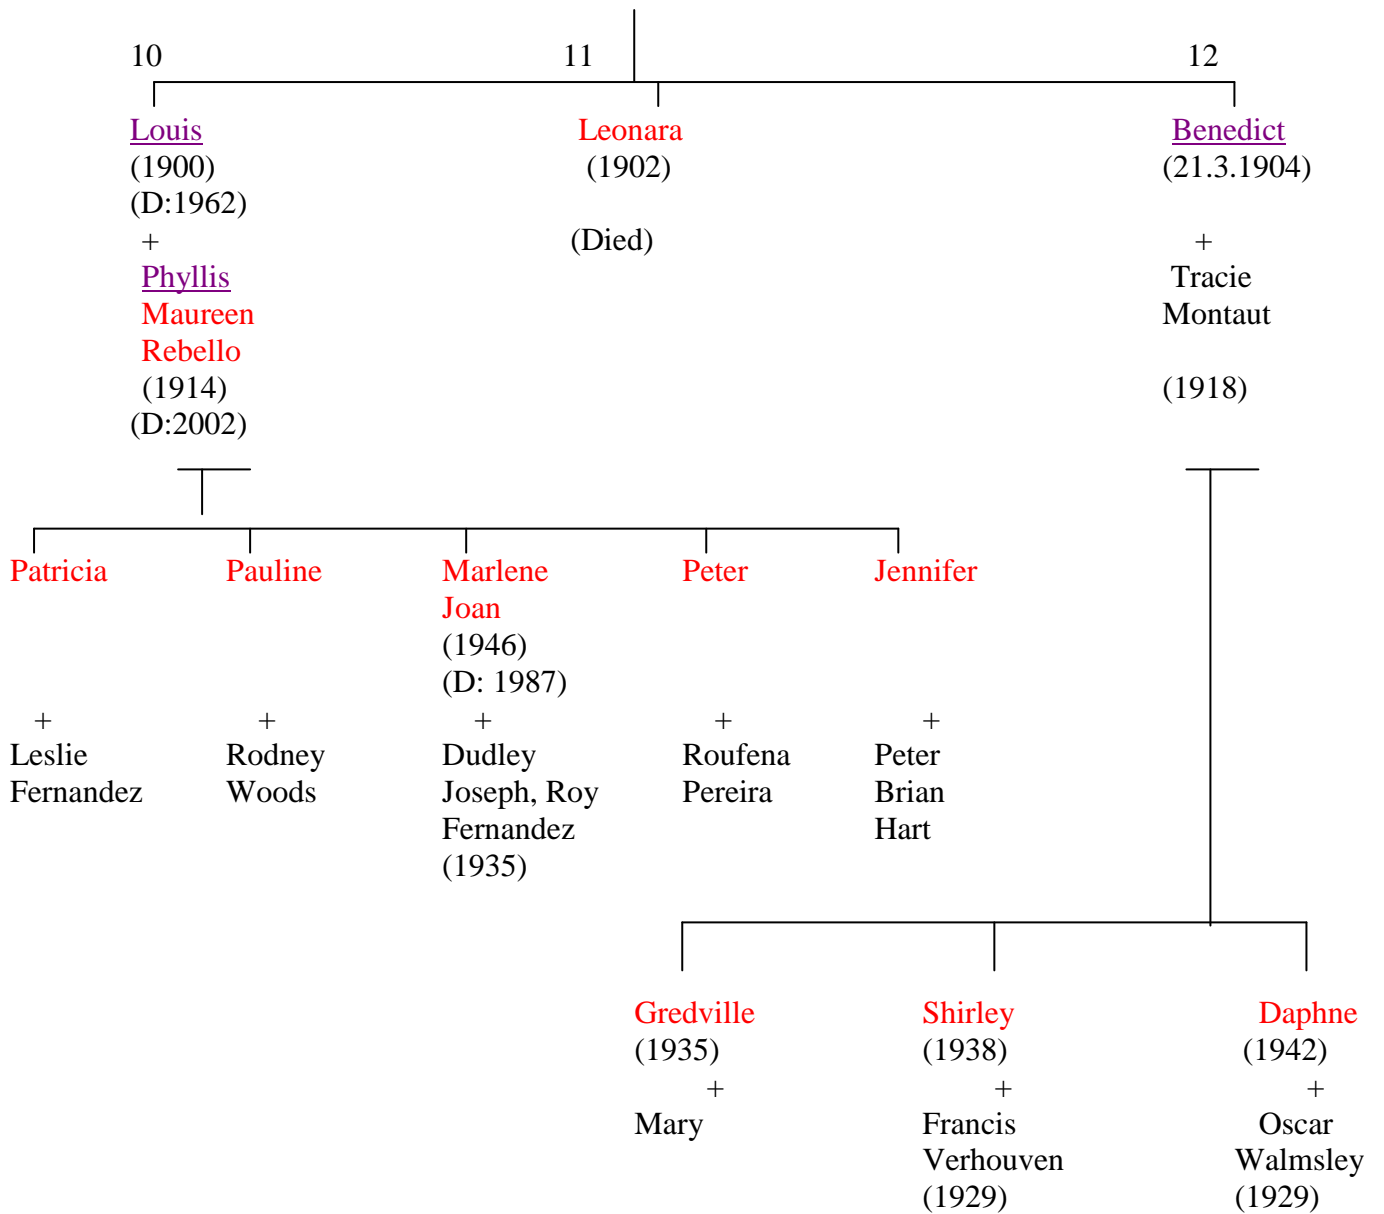 10 11 12
Louis Leonara Benedict
(1900) (1902) (21.3.1904)
(D:1962)
+ (Died) +
Phyllis Tracie
Maureen Montaut
Rebello
(1914) (1918)
(D:2002)
Patricia Pauline Marlene Peter Jennifer
Joan
(1946)
(D: 1987)
+ + + + +
Leslie Rodney Dudley Roufena Peter
Fernandez Woods Joseph, Roy Pereira Brian
Fernandez Hart
(1935)
Gredville Shirley Daphne
(1935) (1938) (1942)
+ + +
Mary Francis Oscar
Verhouven Walmsley
(1929) (1929)